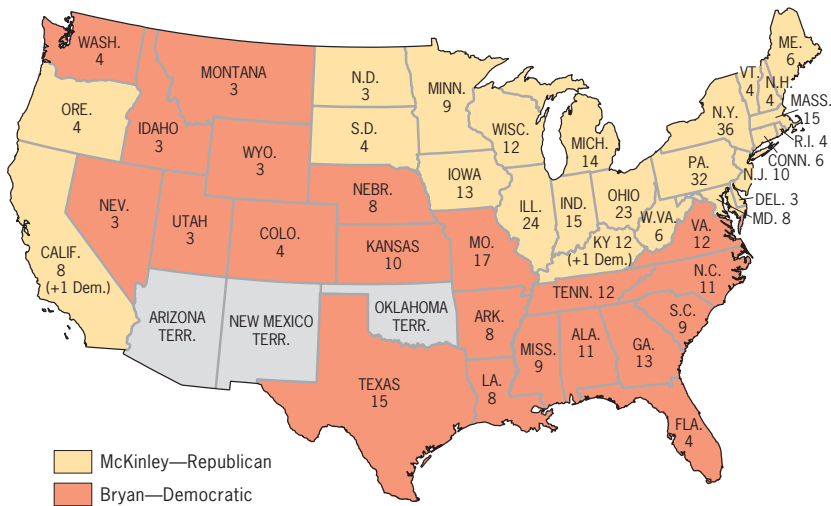 WASH.
4
MONTANA
3
N.D.
3
MINN.
9
ME.
6
VT.
4
N.H.
4
MASS.
15
ORE.
4
IDAHO
3
S.D.
4
WISC.
12
MICH.
14
N.Y.
36
R.I. 4
CONN. 6
WYO.
3
IOWA
13
PA.
32
N.J. 10
NEV.
3
UTAH
3
COLO.
4
NEBR.
8
ILL.
24
IND.
15
OHIO
23
W.VA.
6
DEL. 3
MD. 8
CALIF.
8
(+1 Dem.)
KANSAS
10
MO.
17
KY 12
(+1 Dem.)
VA.
12
ARIZONA
TERR.
NEW MEXICO
TERR.
OKLAHOMA
TERR.
ARK.
8
TENN. 12
N.C.
11
S.C.
9
TEXAS
15
LA.
8
MISS.
9
ALA.
11
GA.
13
FLA.
4
McKinley—Republican
Bryan—Democratic